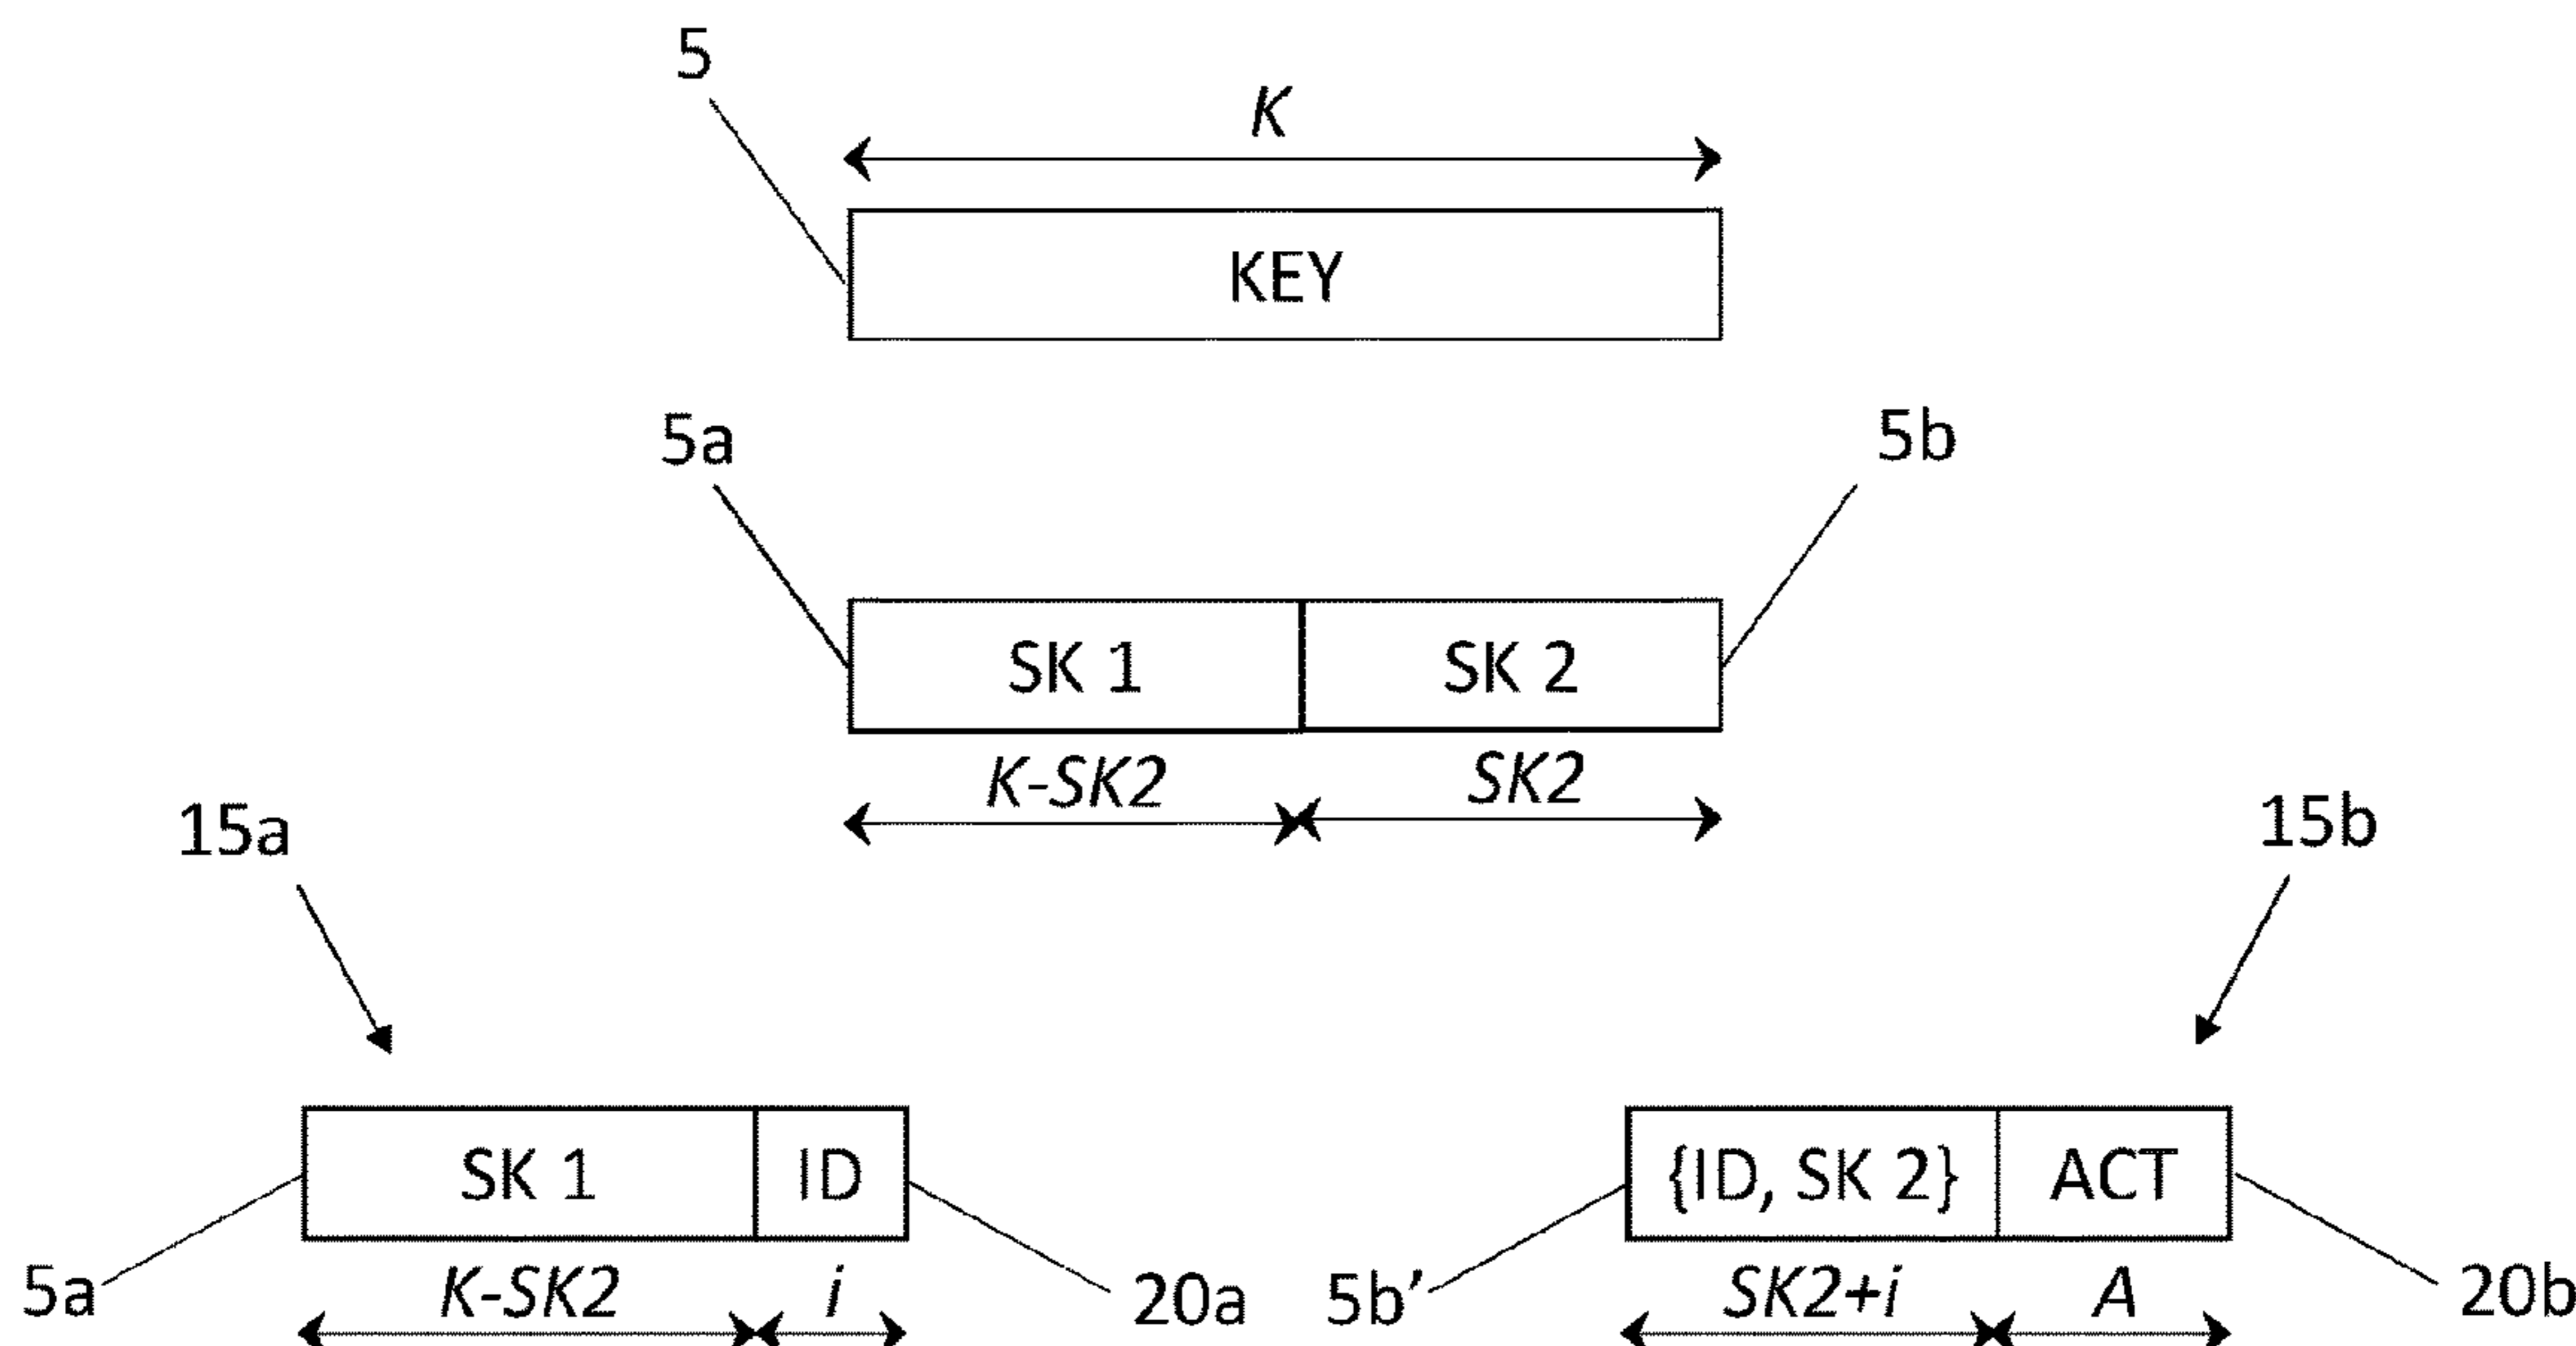 5
K
KEY
5a 5b
SK 1 SK 2
K-SK2 SK2
15a 15b
SK 1 ID {ID, SK 2} ACT
5a K-SK2 i 20a 5b’ SK2+i A 20b